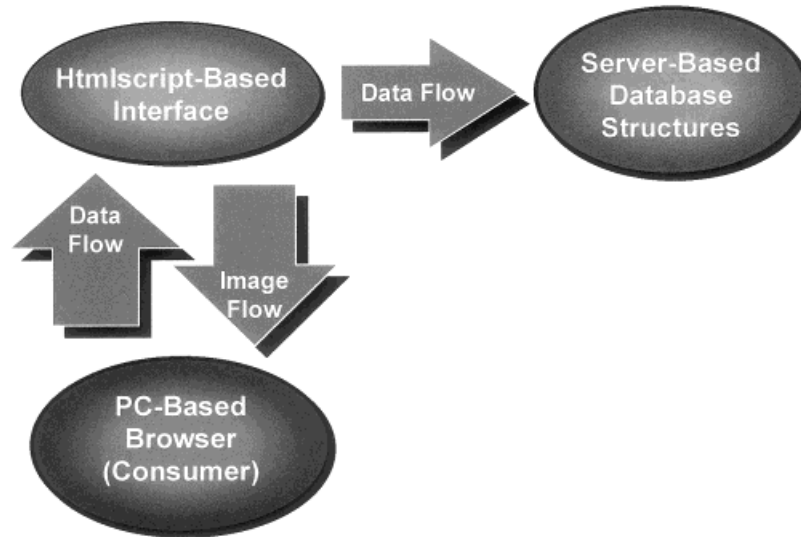 Htmlscript-Based
Interface
Data Flow
Server-Based
Database
Structures
Data
Flow
Image
Flow
PC-Based
Browser
(Consumer)